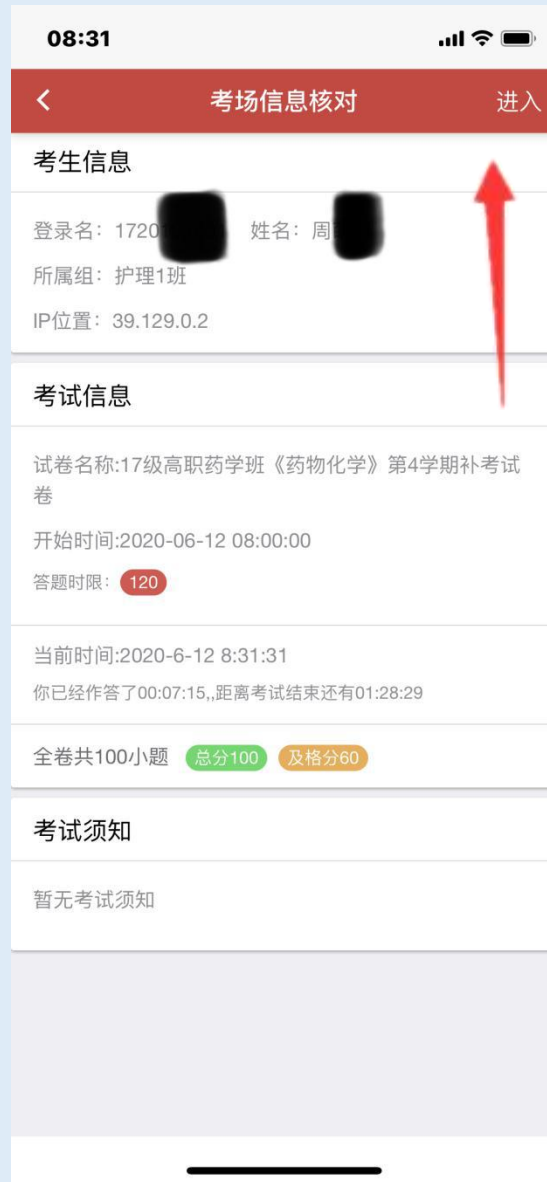 08:31
考场信息核对 进入
考生信息
登录名：1720 姓名：周
所属组：护理1班
IP位置：39.129.0.2
考试信息
试卷名称:17级高职药学班《药物化学》第4学期补考试
卷
开始时间:2020-06-12 08:00:00
答题时限：120
当前时间:2020-6-12 8:31:31
你已经作答了00:07:15,,距离考试结束还有01:28:29
全卷共100小题 总分100 及格分60
考试须知
暂无考试须知